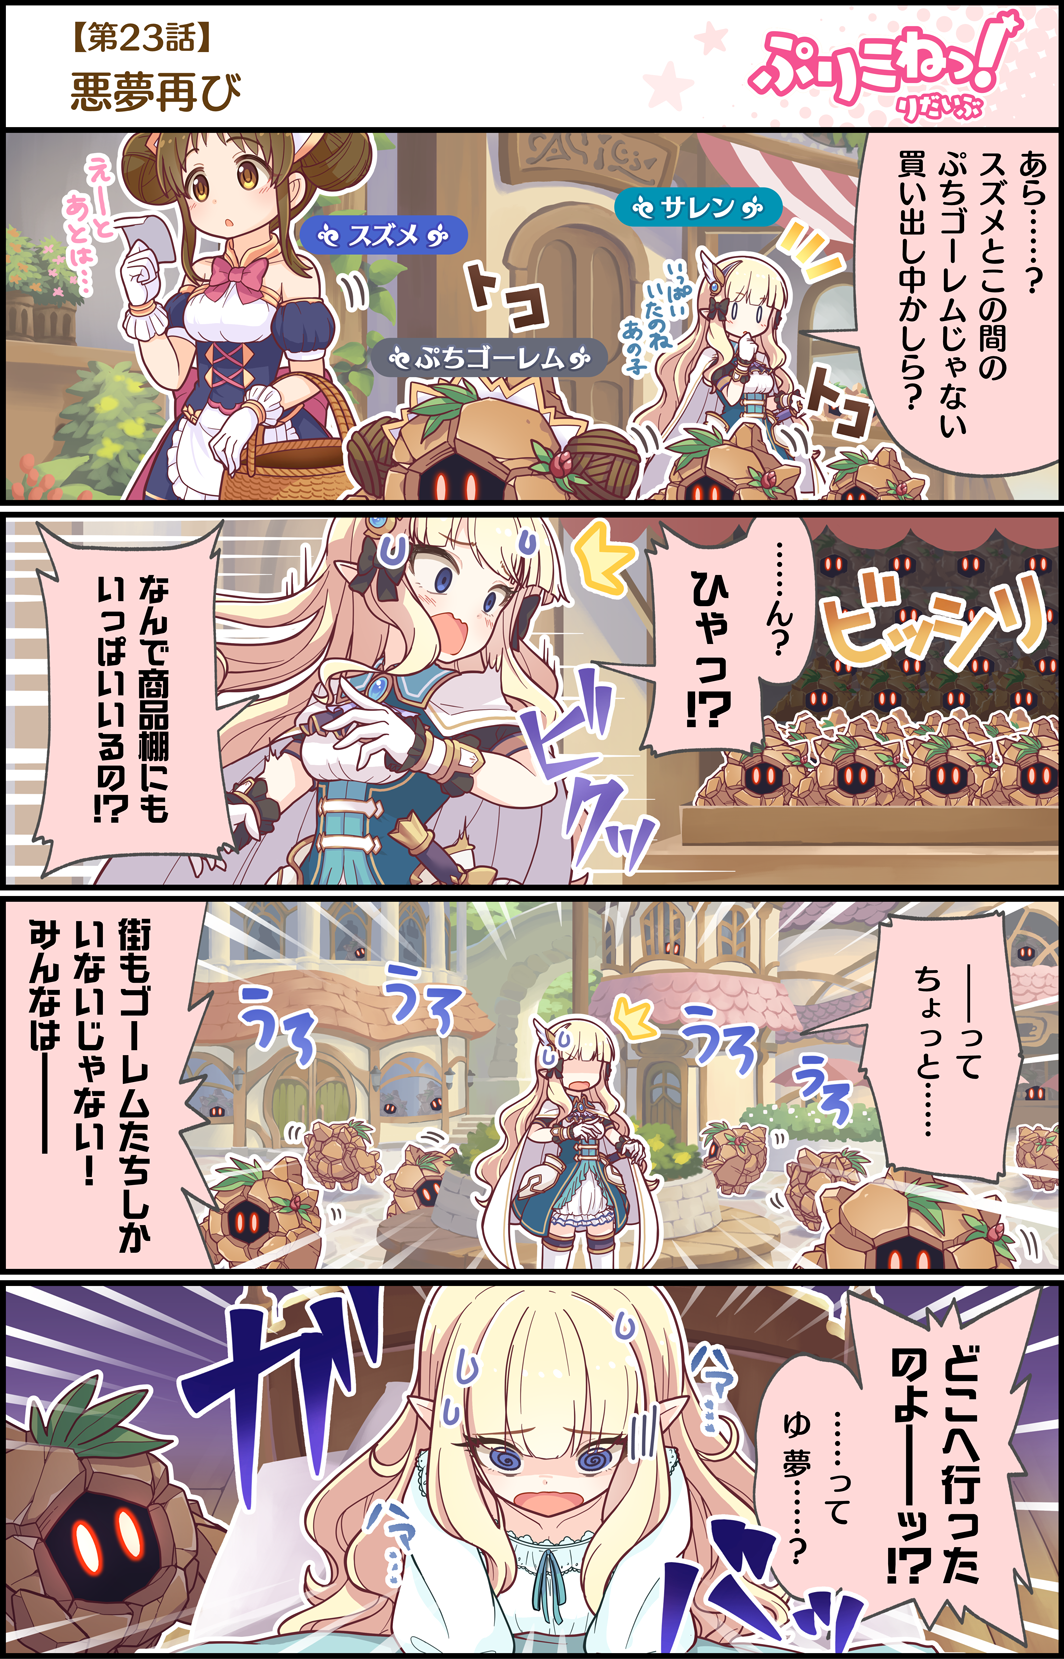 【第23話】
悪夢再び
ぷりこねっ!
りだいぶ
あら……?
スズメとこの間の
ぷちゴーレムじゃない
買い出し中かしら?
サレン
いっぱい
いたのね
あの子
トコ
スズメ
えーと
あとは…
トコ
ぷちゴーレム
……ん?
ひゃっ!?
ビッシリ
ビクッ
なんで商品棚にも
いっぱいいるの!?
――って
ちょっと……
うろ
うろ
うろ
うろ
街もゴーレムたちしか
いないじゃない!
みんなは――――
どこへ行った
のよ――ッ!?
……って
ゆ夢……?
ハァ…
ハァ…
ガバッ